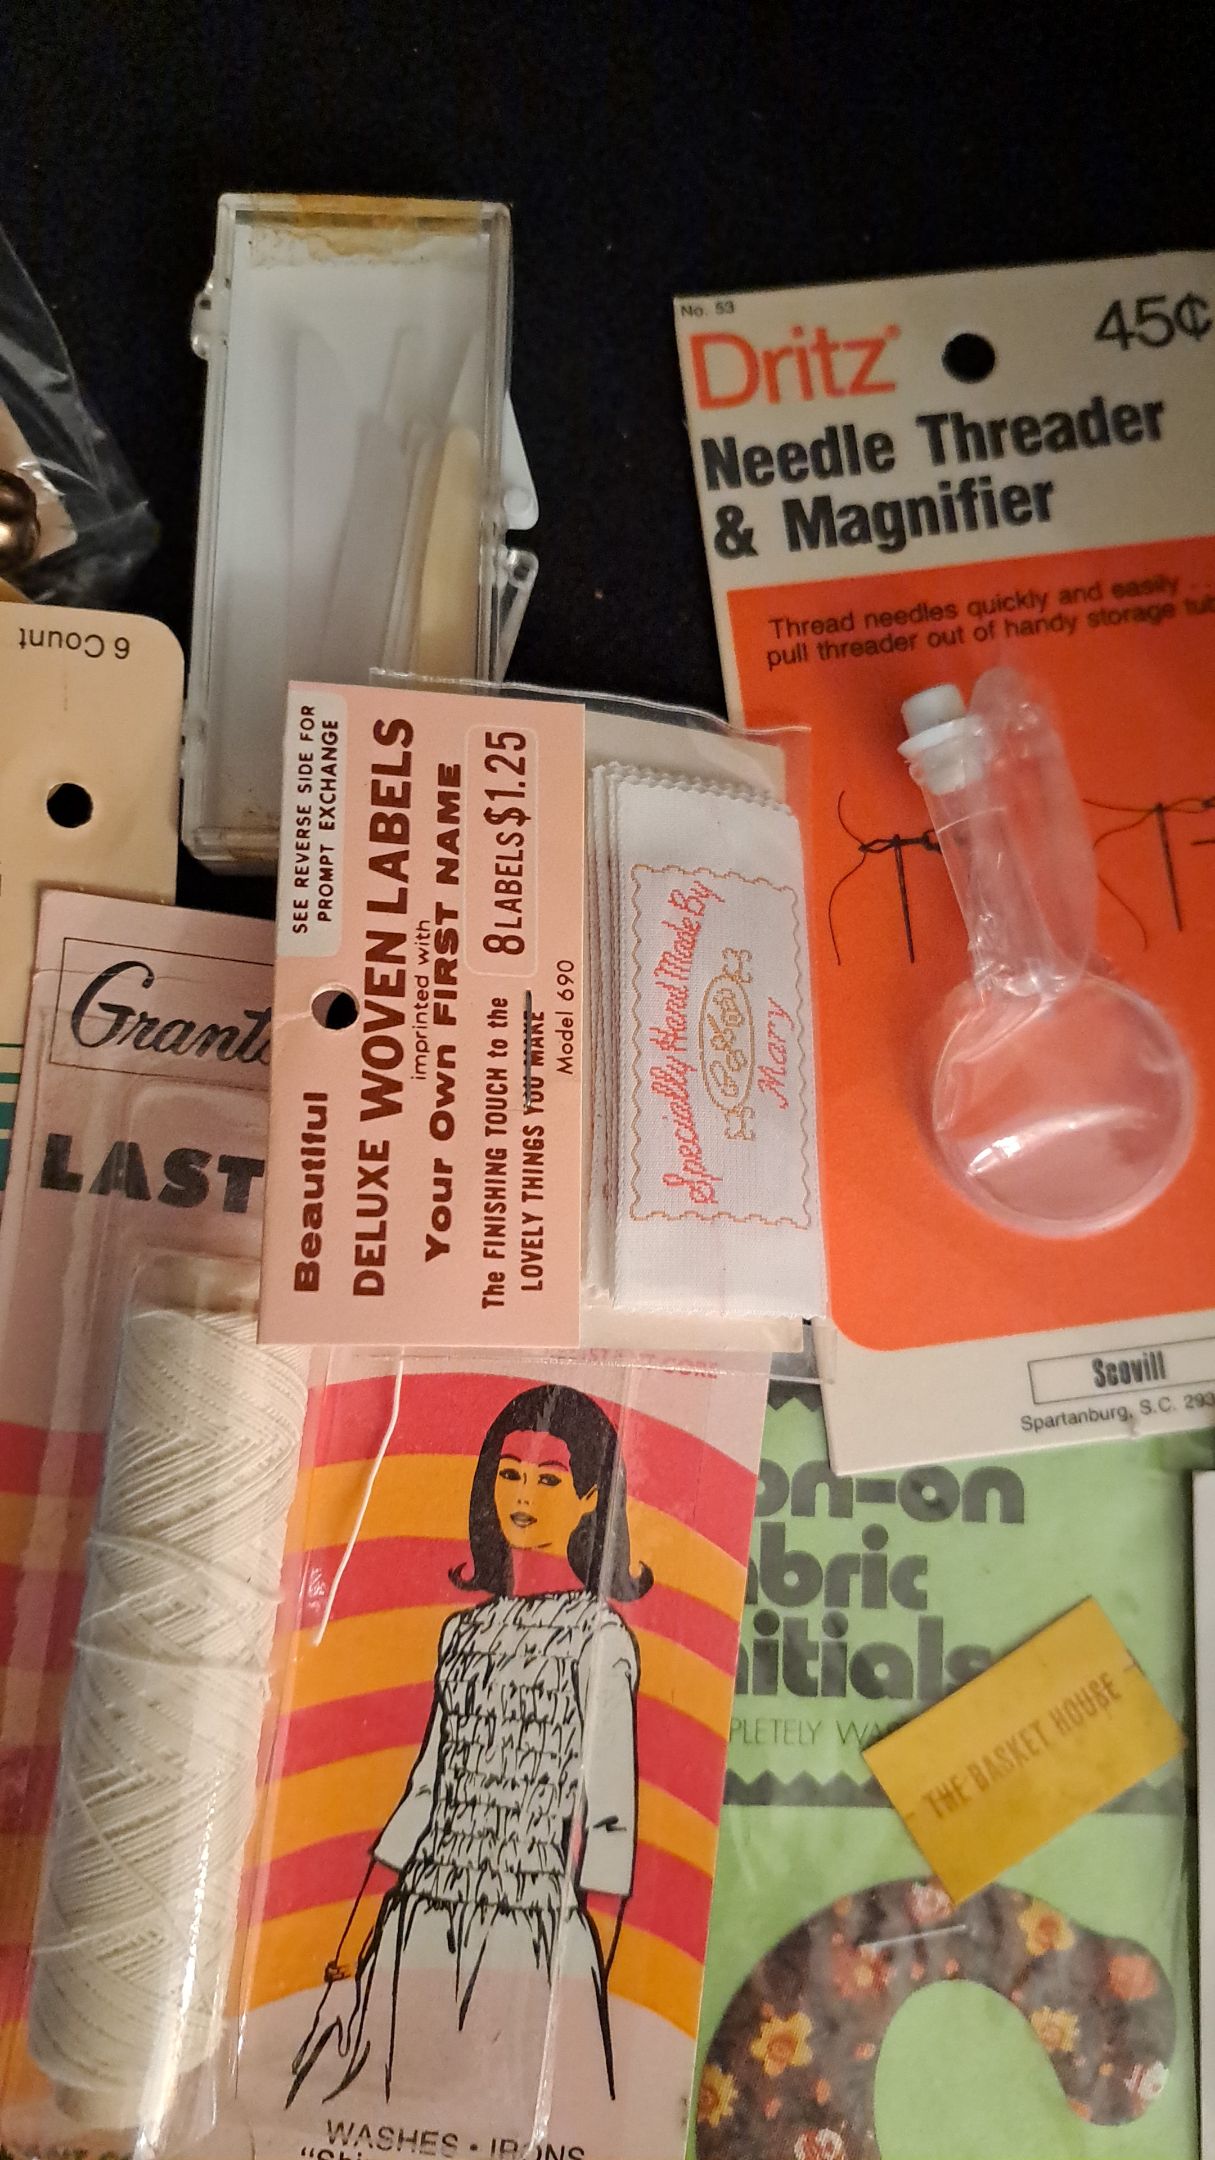 No. 53
Dritz®
45¢
Needle Threader
& Magnifier
Thread needles quickly and easily . .
pull threader out of handy storage
Scovill
Spartanburg, S.C.
6 Count
SEE REVERSE SIDE FOR
PROMPT EXCHANGE
Beautiful
DELUXE WOVEN LABELS
imprinted with
Your Own FIRST NAME
The FINISHING TOUCH to the
LOVELY THINGS YOU MAKE
8 LABELS $1.25
Model 690
Specially Hand Made By
Mary
LAST
WASHES • IRONS
on-on
bric
itials
PLETELY
THE BASKET HOUSE